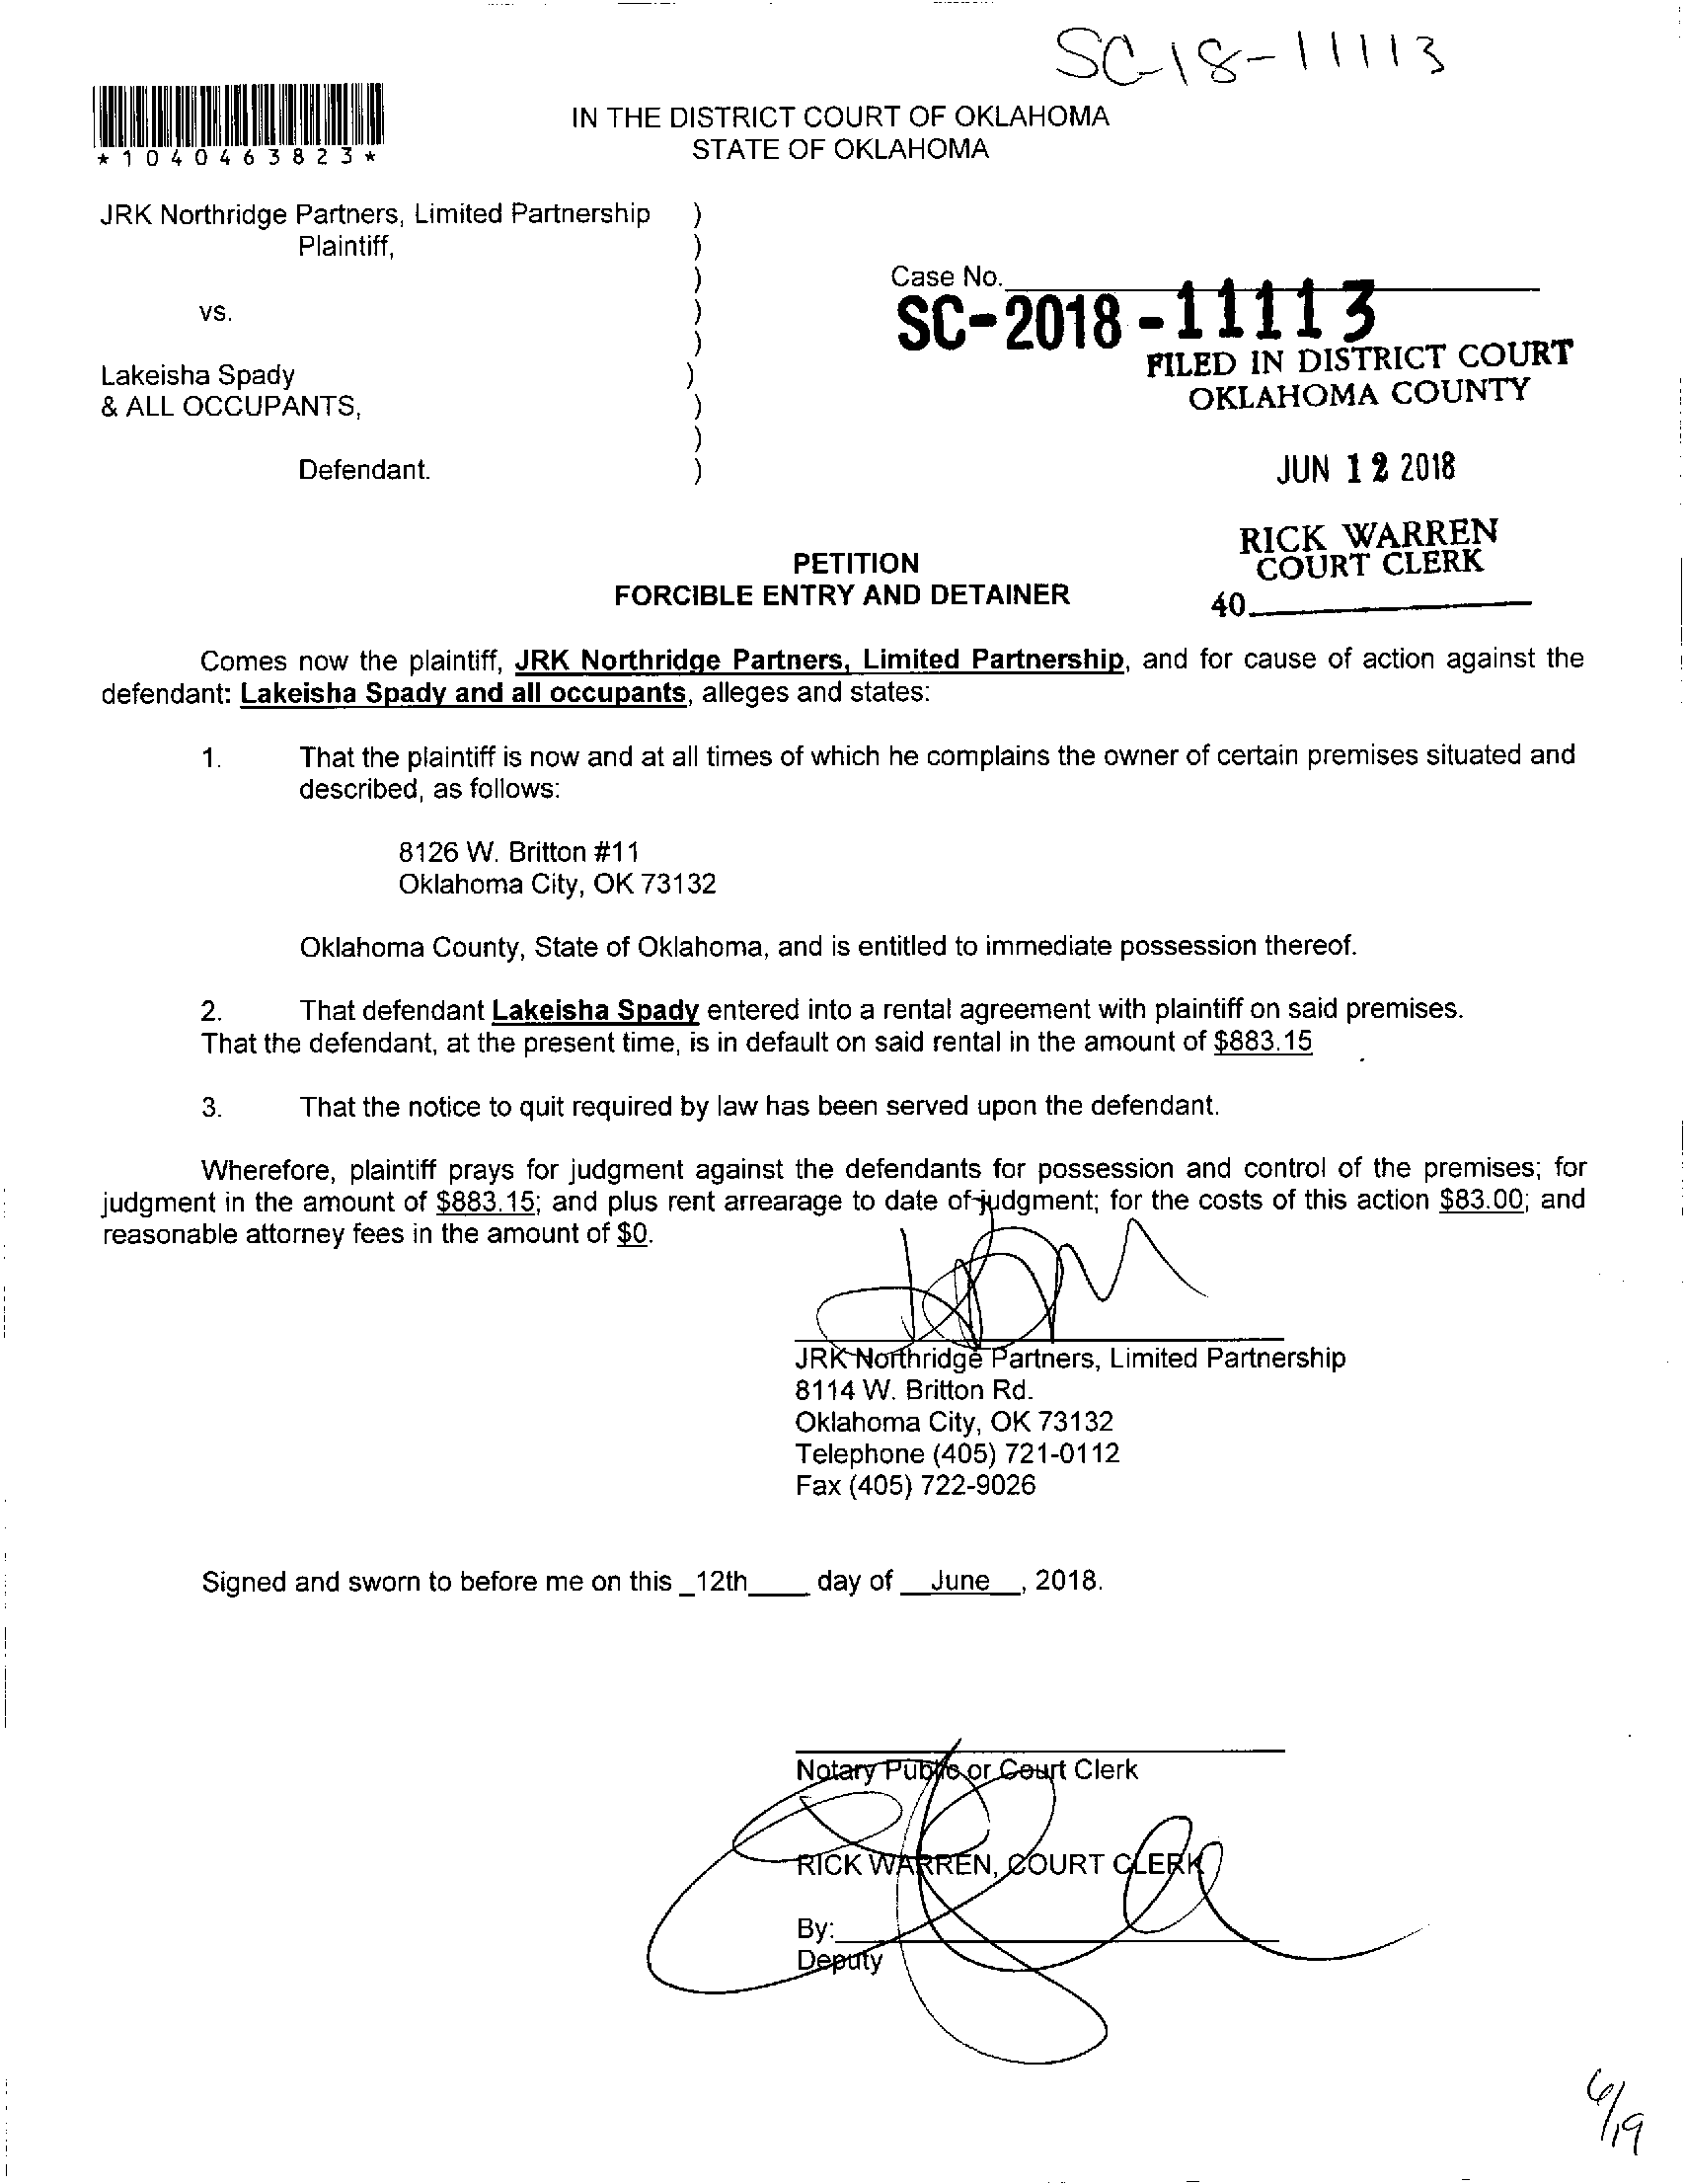 SC-18-11113
*1040463823*
IN THE DISTRICT COURT OF OKLAHOMA
STATE OF OKLAHOMA
JRK Northridge Partners, Limited Partnership )
Plaintiff, )
)
Case No.
vs. )
SC-2018-11113
)
FILED IN DISTRICT COURT
OKLAHOMA COUNTY
Lakeisha Spady )
& ALL OCCUPANTS, )
)
Defendant. )
JUN 12 2018
RICK WARREN
COURT CLERK
40
PETITION
FORCIBLE ENTRY AND DETAINER
Comes now the plaintiff, JRK Northridge Partners, Limited Partnership, and for cause of action against the
defendant: Lakeisha Spady and all occupants, alleges and states:
1. That the plaintiff is now and at all times of which he complains the owner of certain premises situated and
described, as follows:
8126 W. Britton #11
Oklahoma City, OK 73132
Oklahoma County, State of Oklahoma, and is entitled to immediate possession thereof.
2. That defendant Lakeisha Spady entered into a rental agreement with plaintiff on said premises.
That the defendant, at the present time, is in default on said rental in the amount of $883.15
3. That the notice to quit required by law has been served upon the defendant.
Wherefore, plaintiff prays for judgment against the defendants for possession and control of the premises; for
judgment in the amount of $883.15; and plus rent arrearage to date of judgment; for the costs of this action $83.00; and
reasonable attorney fees in the amount of $0.
JRK Northridge Partners, Limited Partnership
8114 W. Britton Rd.
Oklahoma City, OK 73132
Telephone (405) 721-0112
Fax (405) 722-9026
Signed and sworn to before me on this _12th____ day of __June__, 2018.
Notary Public or Court Clerk
RICK WARREN, COURT CLERK
By:
Deputy
6/19